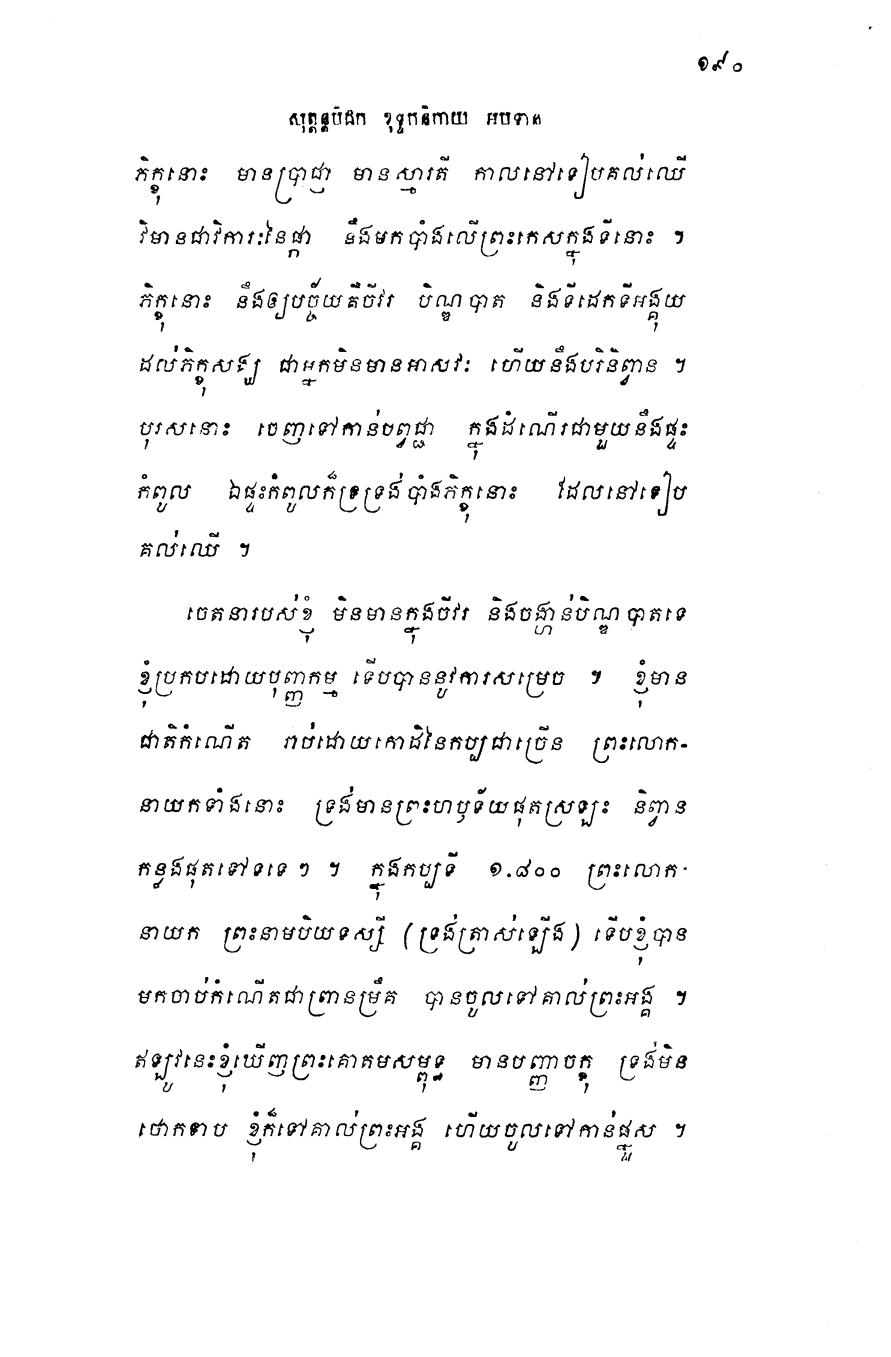 ១៩០
សុត្តន្តបិដក ខុទ្ទកនិកាយ អបទាន
ភិក្ខុនោះ មានប្រាជ្ញា មានស្មារតី កាលនៅទៀបគល់ឈើ
វិមានជាវិការៈនៃផ្កា នឹងមកបាំងលើព្រះកេសក្នុងទីនោះ ។
ភិក្ខុនោះ នឹងឲ្យបច្ច័យគឺចីវរ បិណ្ឌបាត និងទីដេកទីអង្គុយ
ដល់ភិក្ខុសង្ឃ ជាអ្នកមិនមានអាសវៈ ហើយនឹងបរិនិព្វាន ។
បុរសនោះ ចេញទៅកាន់បព្វជ្ជា ក្នុងដំណើរជាមួយនឹងផ្ទះ
កំពូល ឯផ្ទះកំពូលក៏ទ្រទ្រង់បាំងភិក្ខុនោះ ដែលនៅទៀប
គល់ឈើ ។
ចេតនារបស់ខ្ញុំ មិនមានក្នុងចីវរ និងចង្ហាន់បិណ្ឌបាតទេ
ខ្ញុំប្រកបដោយបុញ្ញកម្ម ទើបបាននូវការសម្រេច ។ ខ្ញុំមាន
ជាតិកំណើត រាប់ដោយកោដិនៃកប្បជាច្រើន ព្រះលោក-
នាយកទាំងនោះ ទ្រង់មានព្រះហឫទ័យផុតស្រឡះ និព្វាន
កន្លងផុតទៅទទេ ៗ ។ ក្នុងកប្បទី ១.៨០០ ព្រះលោក-
នាយក ព្រះនាមបិយទស្សី (ទ្រង់ត្រាស់ឡើង) ទើបខ្ញុំបាន
មកចាប់កំណើតជាព្រានម្រឹគ បានចូលទៅគាល់ព្រះអង្គ ។
ឥឡូវនេះខ្ញុំឃើញព្រះគោតមសម្ពុទ្ធ មានបញ្ញាចក្ខុ ទ្រង់មិន
ថោកទាប ខ្ញុំក៏ទៅគាល់ព្រះអង្គ ហើយចូលទៅកាន់ផ្នួស ។